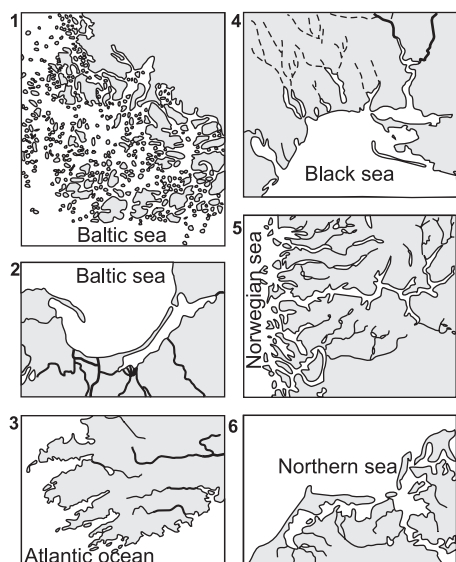 1
Baltic sea
2
Baltic sea
3
Atlantic ocean
4
Black sea
5
Norwegian sea
6
Northern sea